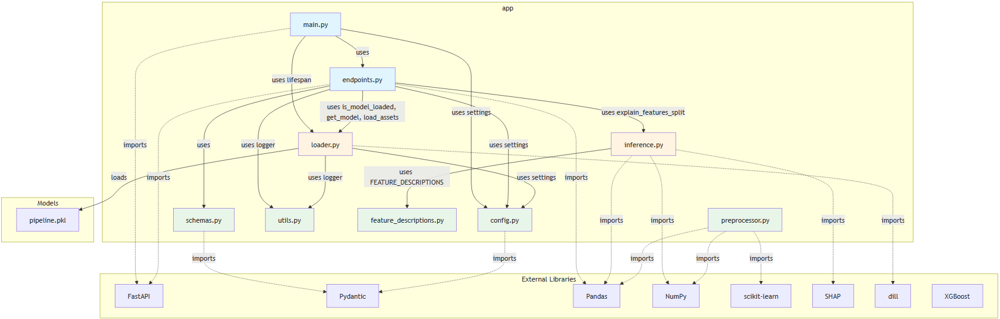 app
main.py
uses
endpoints.py
uses lifespan
uses is_model_loaded,
get_model, load_assets
uses settings
uses explain_features_split
imports
uses
uses logger
loader.py
uses settings
inference.py
loads
imports
uses logger
uses
FEATURE_DESCRIPTIONS
uses settings
imports
Models
pipeline.pkl
schemas.py
utils.py
feature_descriptions.py
config.py
imports
imports
preprocessor.py
imports
imports
imports
imports
imports
imports
imports
External Libraries
FastAPI
Pydantic
Pandas
NumPy
scikit-learn
SHAP
dill
XGBoost